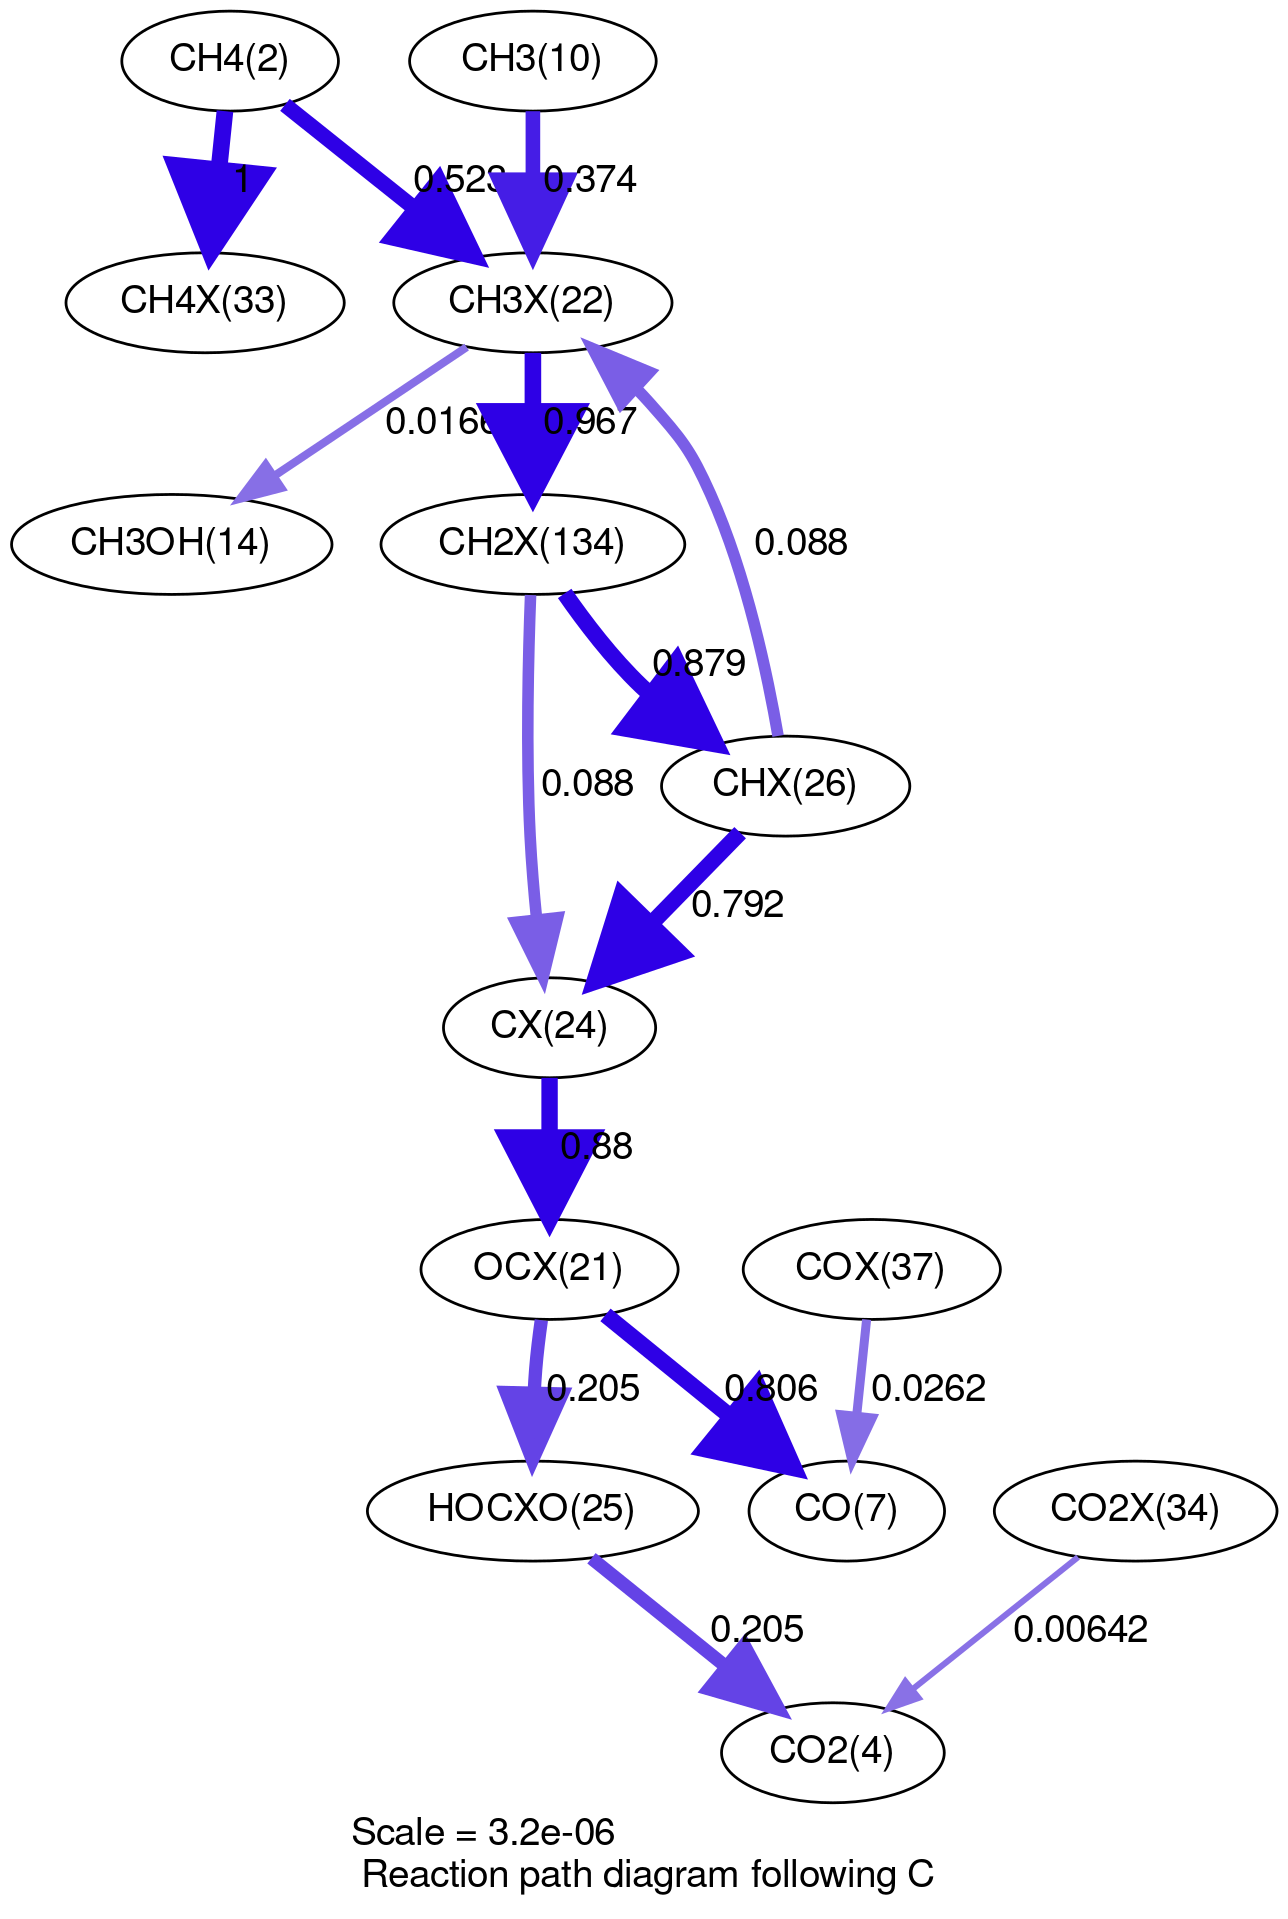 CH4(2)
CH3(10)
1
0.523
0.374
CH4X(33)
CH3X(22)
0.0166
0.967
CH3OH(14)
CH2X(134)
0.088
0.879
0.088
CHX(26)
0.792
CX(24)
0.88
OCX(21)
COX(37)
0.205
0.806
0.0262
HOCXO(25)
CO(7)
CO2X(34)
0.205
0.00642
CO2(4)
Scale = 3.2e-06
Reaction path diagram following C